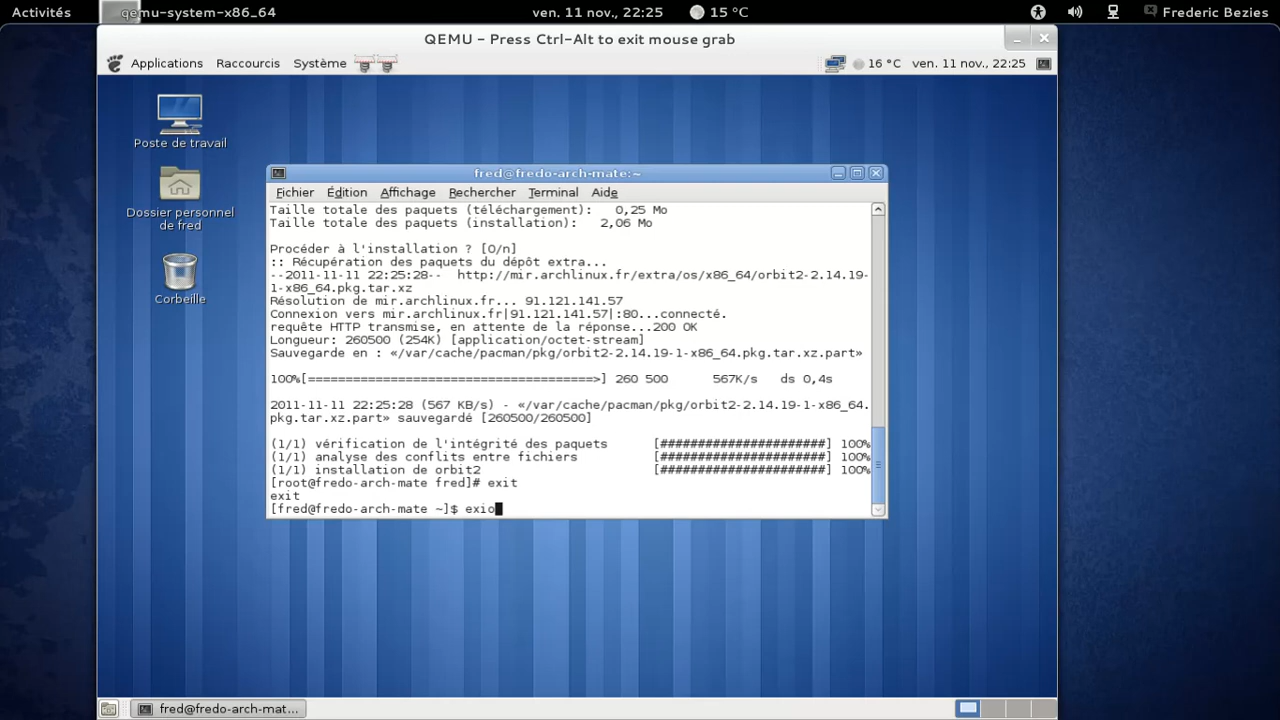 Activités qemu-system-x86_64 ven. 11 nov., 22:25 15 °C Frederic Bezies
QEMU - Press Ctrl-Alt to exit mouse grab
Applications Raccourcis Système 16 °C ven. 11 nov., 22:25
Poste de travail
Dossier personnel
de fred
Corbeille
fred@fredo-arch-mate:~
Fichier Édition Affichage Rechercher Terminal Aide
Taille totale des paquets (téléchargement):   0,25 Mo
Taille totale des paquets (installation):   2,06 Mo
Procéder à l'installation ? [O/n]
:: Récupération des paquets du dépôt extra...
--2011-11-11 22:25:28--  http://mir.archlinux.fr/extra/os/x86_64/orbit2-2.14.19-
1-x86_64.pkg.tar.xz
Résolution de mir.archlinux.fr... 91.121.141.57
Connexion vers mir.archlinux.fr|91.121.141.57|:80...connecté.
requête HTTP transmise, en attente de la réponse...200 OK
Longueur: 260500 (254K) [application/octet-stream]
Sauvegarde en : «/var/cache/pacman/pkg/orbit2-2.14.19-1-x86_64.pkg.tar.xz.part»
100%[======================================>] 260 500      567K/s   ds 0,4s
2011-11-11 22:25:28 (567 KB/s) - «/var/cache/pacman/pkg/orbit2-2.14.19-1-x86_64.
pkg.tar.xz.part» sauvegardé [260500/260500]
(1/1) vérification de l'intégrité des paquets      [######################] 100%
(1/1) analyse des conflits entre fichiers          [######################] 100%
(1/1) installation de orbit2                       [######################] 100%
[root@fredo-arch-mate fred]# exit
exit
[fred@fredo-arch-mate ~]$ exio
fred@fredo-arch-mat...